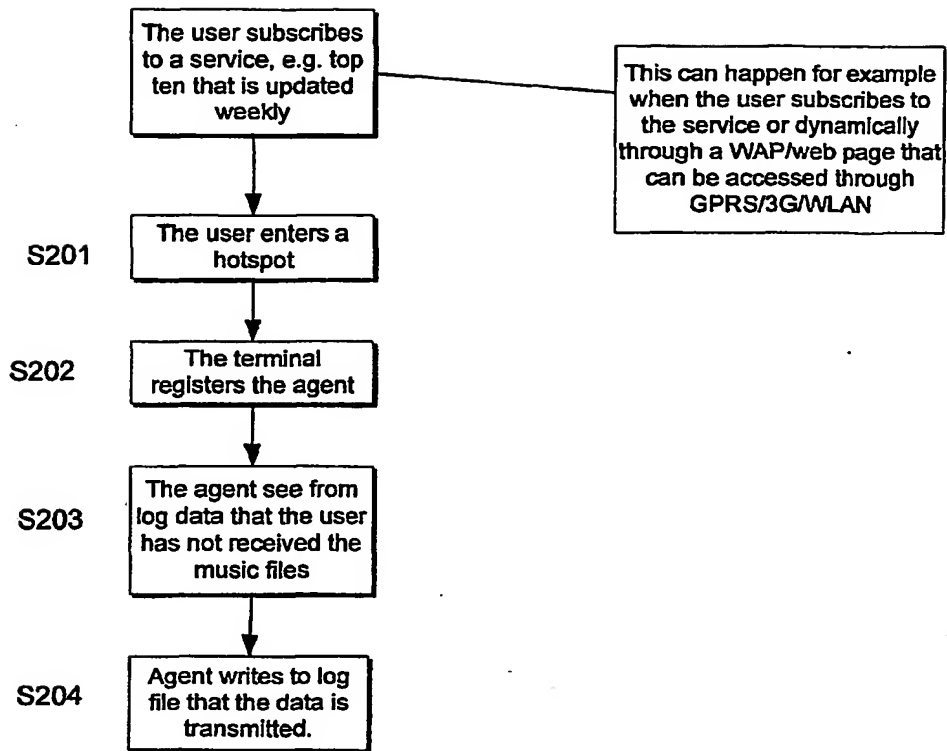 The user subscribes
to a service, e.g. top
ten that is updated
weekly
This can happen for example
when the user subscribes to
the service or dynamically
through a WAP/web page that
can be accessed through
GPRS/3G/WLAN
S201
The user enters a
hotspot
S202
The terminal
registers the agent
S203
The agent see from
log data that the user
has not received the
music files
S204
Agent writes to log
file that the data is
transmitted.